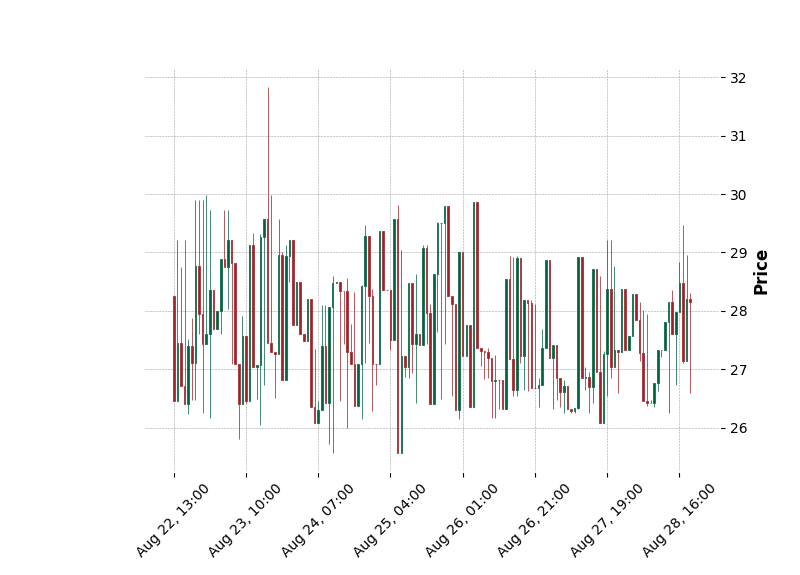 32
31
30
29
28
27
26
Price
Aug 22, 13:00
Aug 23, 10:00
Aug 24, 07:00
Aug 25, 04:00
Aug 26, 01:00
Aug 26, 21:00
Aug 27, 19:00
Aug 28, 16:00